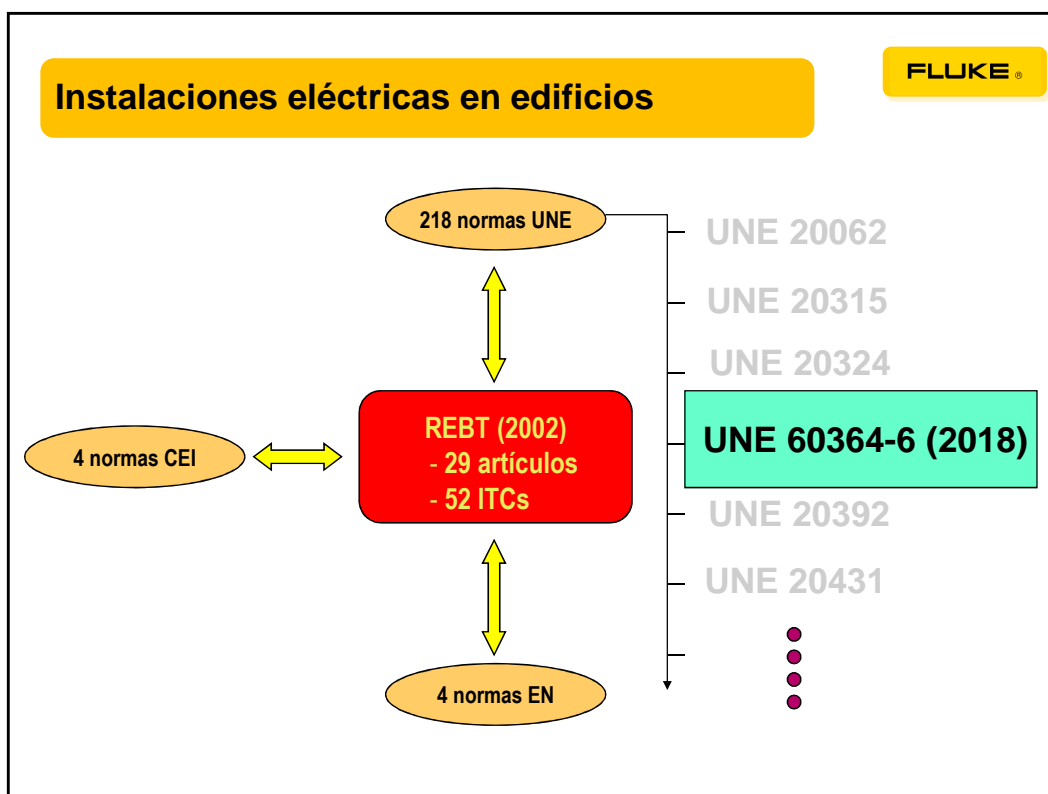 Instalaciones eléctricas en edificios
FLUKE ®
218 normas UNE
UNE 20062
UNE 20315
UNE 20324
UNE 60364-6 (2018)
UNE 20392
UNE 20431
4 normas CEI
REBT (2002)
- 29 artículos
- 52 ITCs
4 normas EN